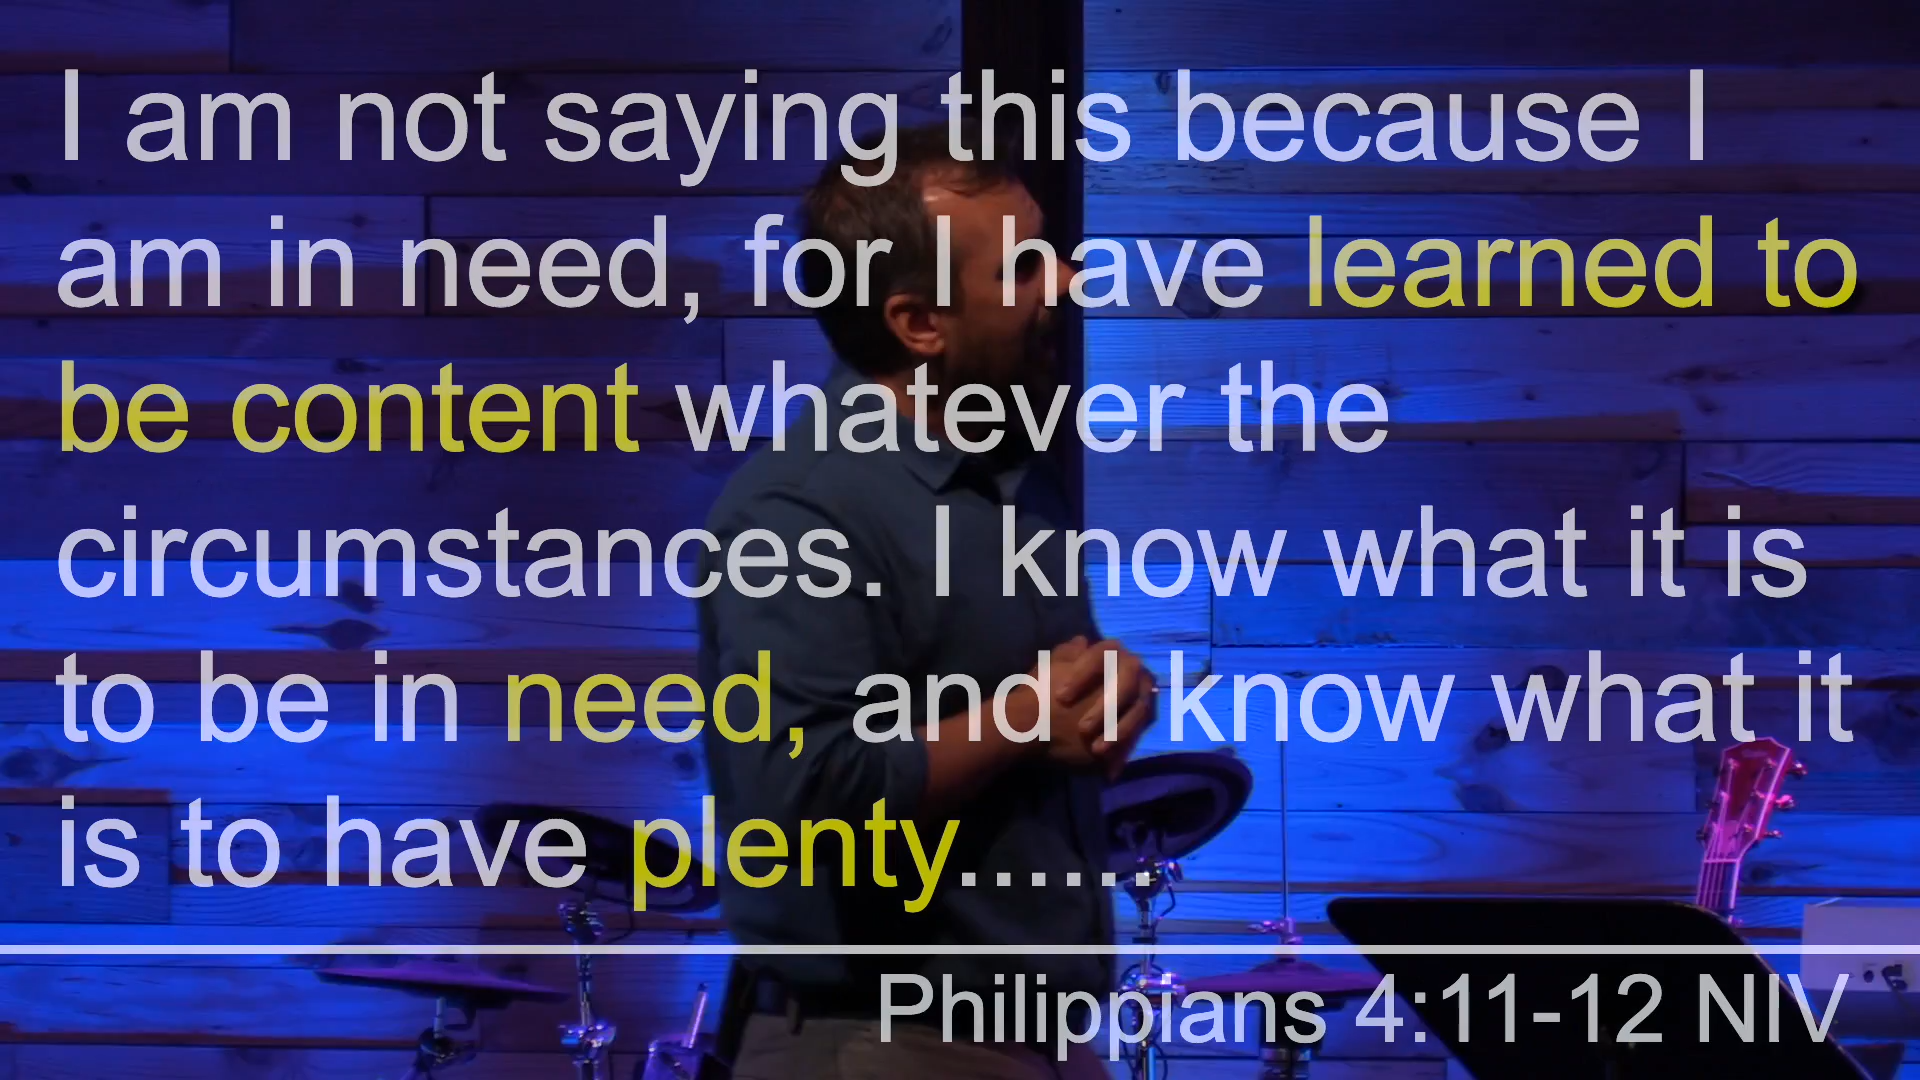 I am not saying this because I
am in need, for I have learned to
be content whatever the
circumstances. I know what it is
to be in need, and I know what it
is to have plenty......
Philippians 4:11-12 NIV